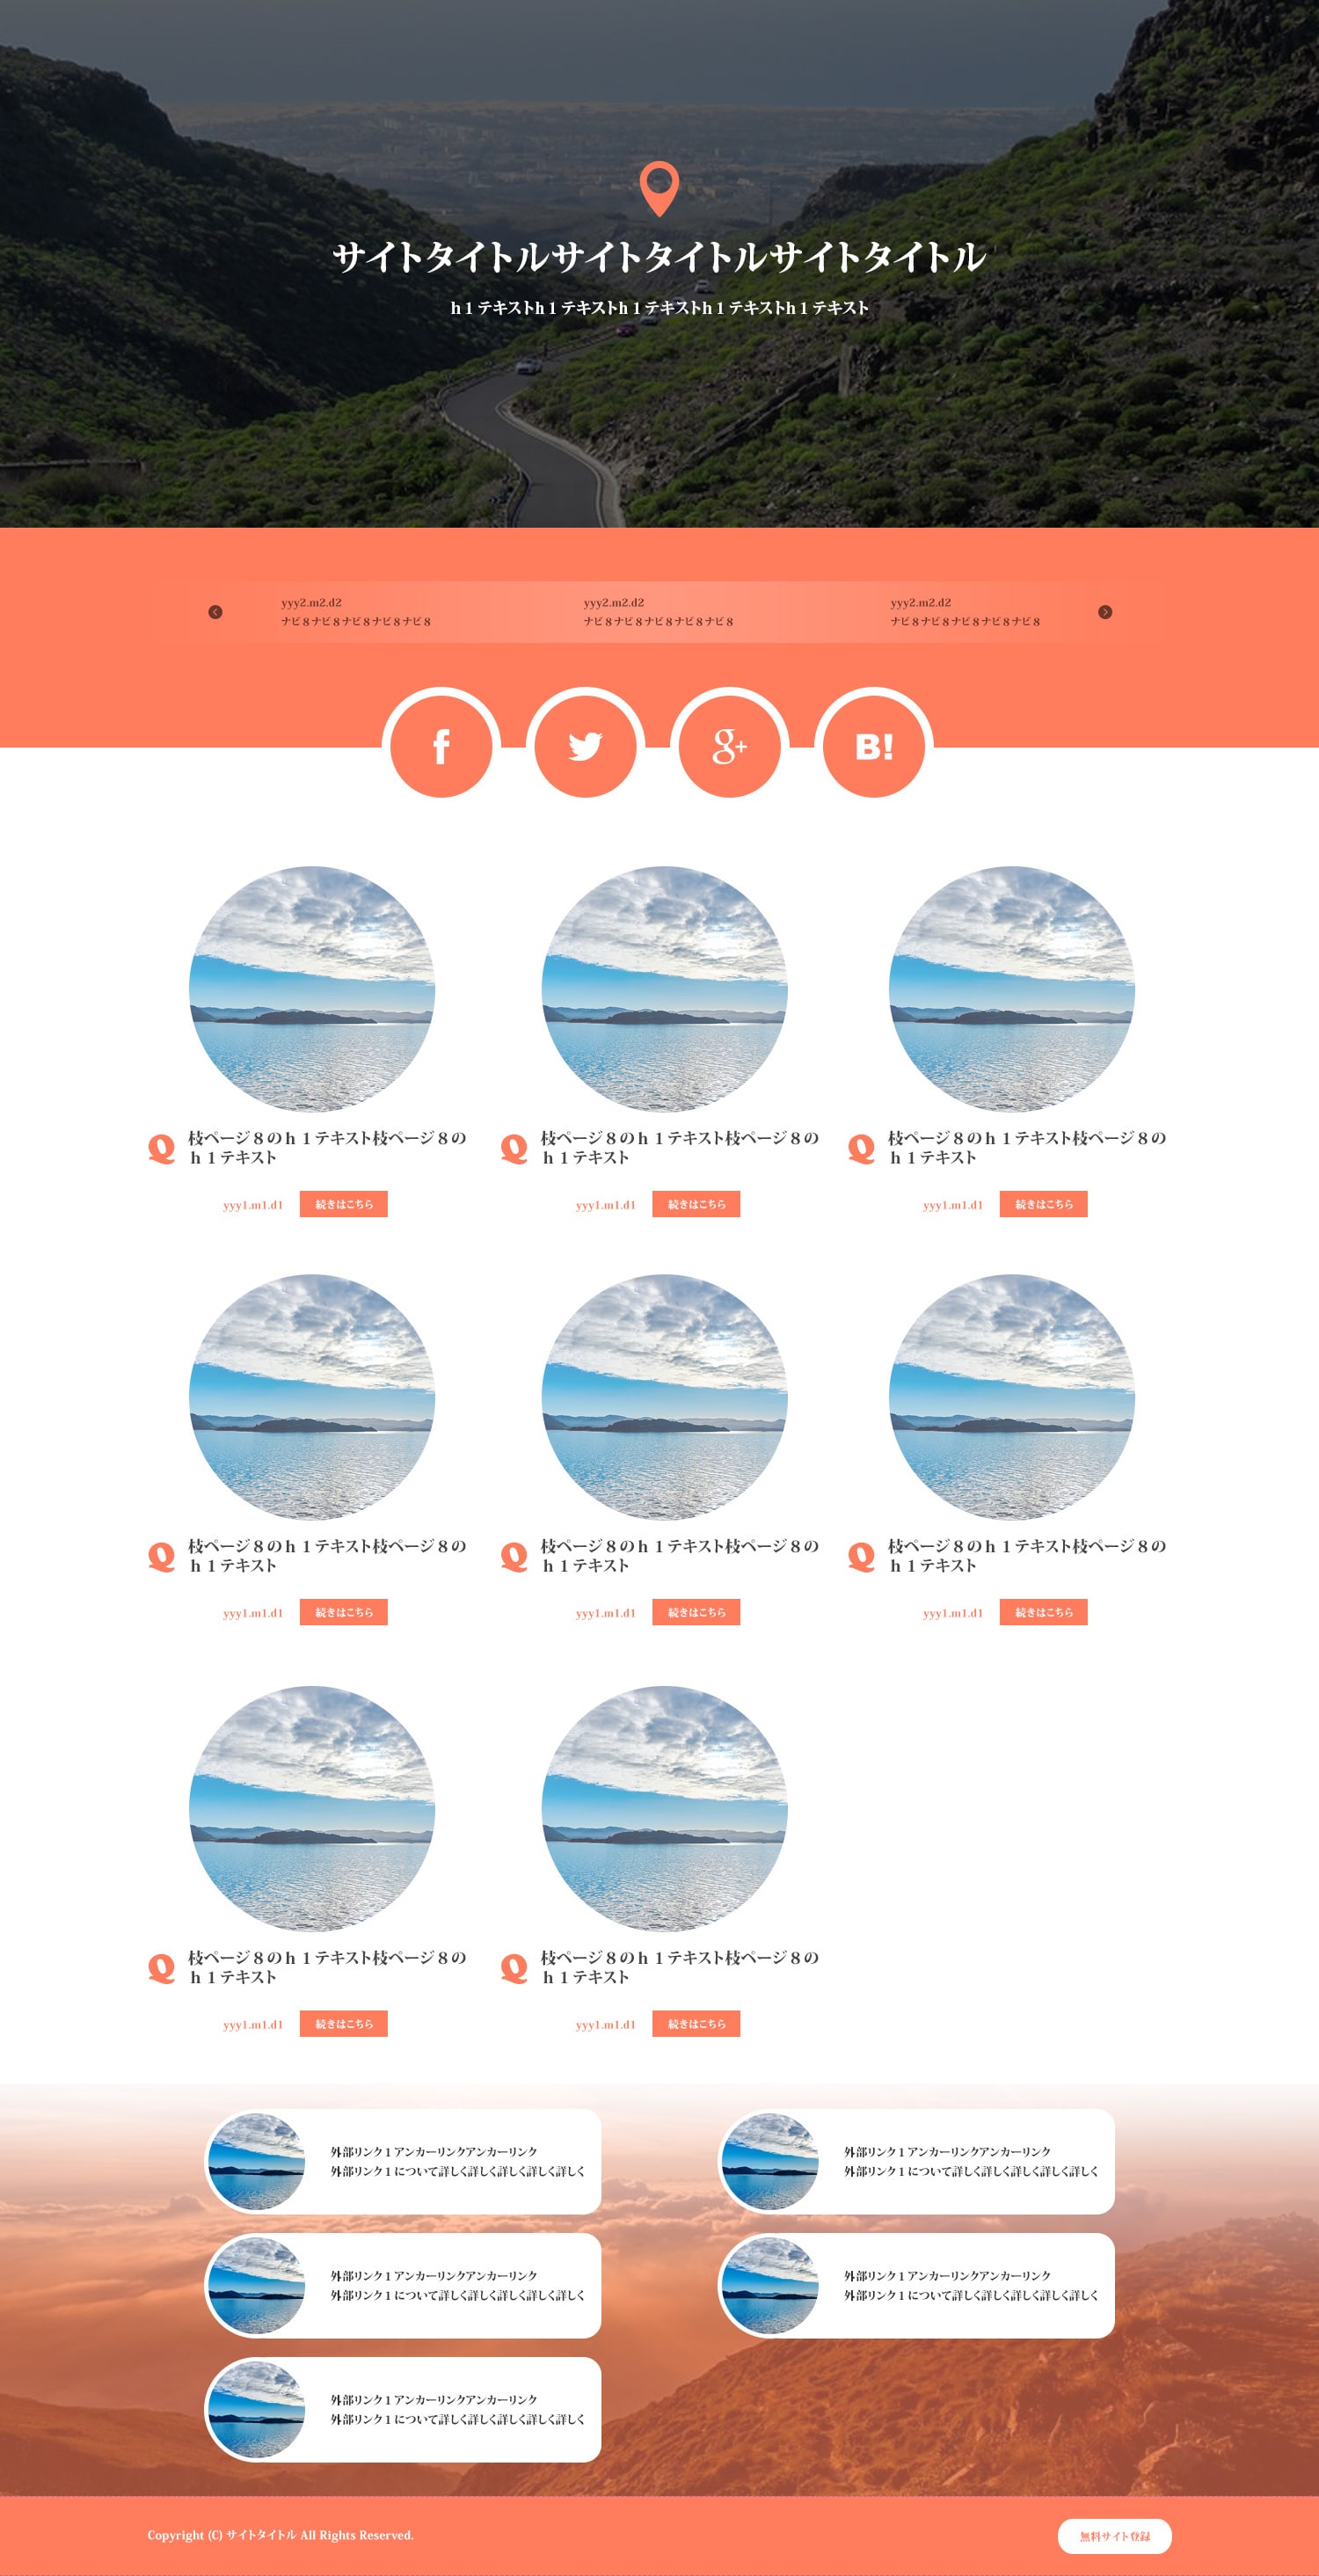 サイトタイトルサイトタイトルサイトタイトル
h１テキストh１テキストh１テキストh１テキストh１テキスト
yyy2.m2.d2
ナビ８ナビ８ナビ８ナビ８ナビ８
yyy2.m2.d2
ナビ８ナビ８ナビ８ナビ８ナビ８
yyy2.m2.d2
ナビ８ナビ８ナビ８ナビ８ナビ８
f
g+
B!
Q 枝ページ８のｈ１テキスト枝ページ８の
ｈ１テキスト
yyy1.m1.d1 続きはこちら
Q 枝ページ８のｈ１テキスト枝ページ８の
ｈ１テキスト
yyy1.m1.d1 続きはこちら
Q 枝ページ８のｈ１テキスト枝ページ８の
ｈ１テキスト
yyy1.m1.d1 続きはこちら
Q 枝ページ８のｈ１テキスト枝ページ８の
ｈ１テキスト
yyy1.m1.d1 続きはこちら
Q 枝ページ８のｈ１テキスト枝ページ８の
ｈ１テキスト
yyy1.m1.d1 続きはこちら
Q 枝ページ８のｈ１テキスト枝ページ８の
ｈ１テキスト
yyy1.m1.d1 続きはこちら
Q 枝ページ８のｈ１テキスト枝ページ８の
ｈ１テキスト
yyy1.m1.d1 続きはこちら
Q 枝ページ８のｈ１テキスト枝ページ８の
ｈ１テキスト
yyy1.m1.d1 続きはこちら
外部リンク１アンカーリンクアンカーリンク
外部リンク１について詳しく詳しく詳しく詳しく詳しく
外部リンク１アンカーリンクアンカーリンク
外部リンク１について詳しく詳しく詳しく詳しく詳しく
外部リンク１アンカーリンクアンカーリンク
外部リンク１について詳しく詳しく詳しく詳しく詳しく
外部リンク１アンカーリンクアンカーリンク
外部リンク１について詳しく詳しく詳しく詳しく詳しく
外部リンク１アンカーリンクアンカーリンク
外部リンク１について詳しく詳しく詳しく詳しく詳しく
Copyright (C) サイトタイトル All Rights Reserved.
無料サイト登録